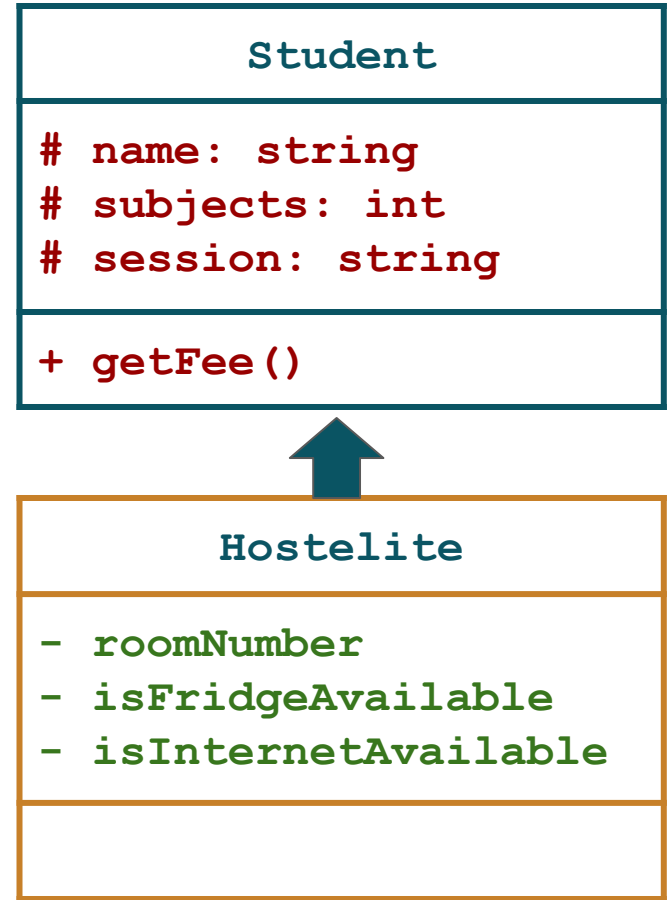 Student
# name: string
# subjects: int
# session: string
+ getFee()
Hostelite
- roomNumber
- isFridgeAvailable
- isInternetAvailable